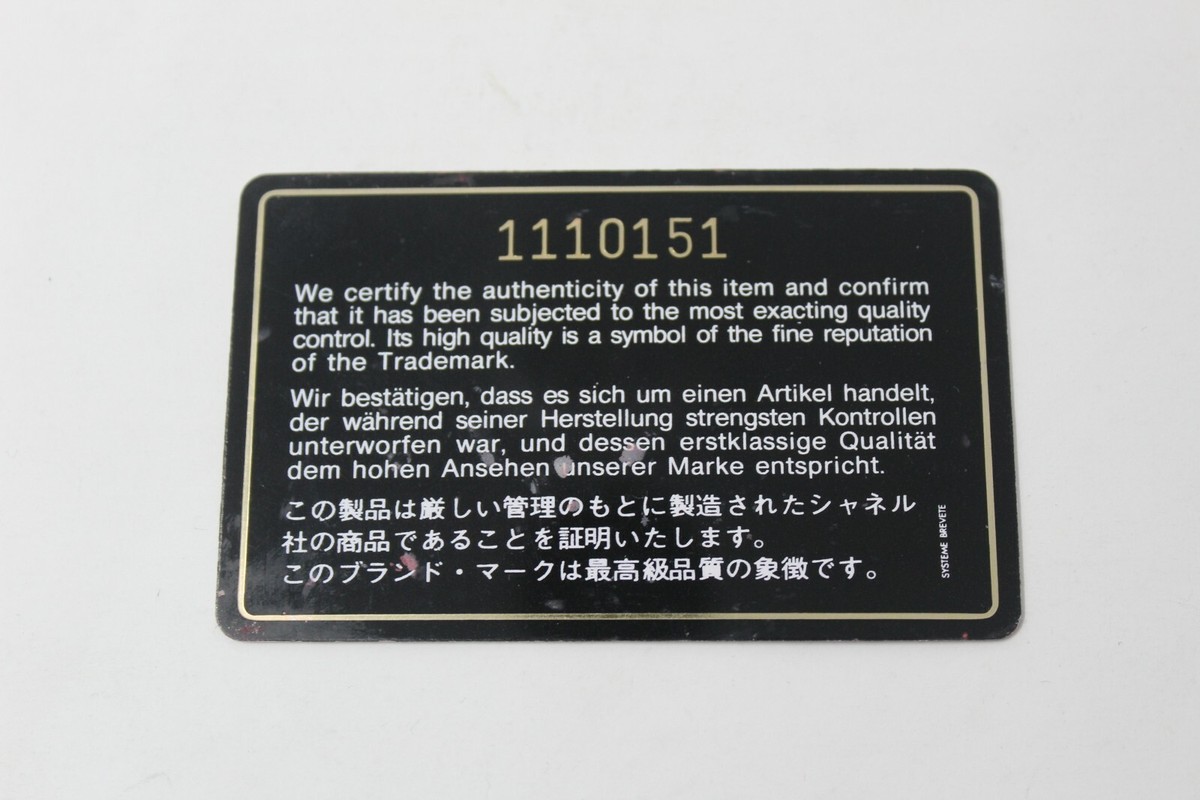 1110151
We certify the authenticity of this item and confirm
that it has been subjected to the most exacting quality
control. Its high quality is a symbol of the fine reputation
of the Trademark.
Wir bestätigen, dass es sich um einen Artikel handelt,
der während seiner Herstellung strengsten Kontrollen
unterworfen war, und dessen erstklassige Qualität
dem hohen Ansehen unserer Marke entspricht.
この製品は厳しい管理のもとに製造されたシャネル
社の商品であることを証明いたします。
このブランド・マークは最高級品質の象徴です。
SYSTEME BREVETE